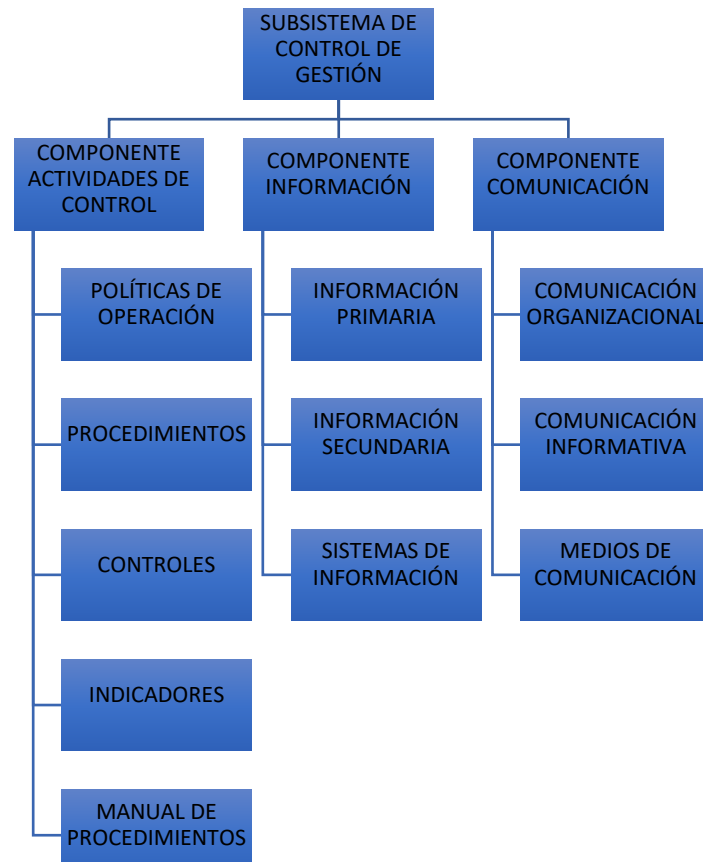 SUBSISTEMA DE
CONTROL DE
GESTIÓN
COMPONENTE
ACTIVIDADES DE
CONTROL
POLÍTICAS DE
OPERACIÓN
PROCEDIMIENTOS
CONTROLES
INDICADORES
MANUAL DE
PROCEDIMIENTOS
COMPONENTE
INFORMACIÓN
INFORMACIÓN
PRIMARIA
INFORMACIÓN
SECUNDARIA
SISTEMAS DE
INFORMACIÓN
COMPONENTE
COMUNICACIÓN
COMUNICACIÓN
ORGANIZACIONAL
COMUNICACIÓN
INFORMATIVA
MEDIOS DE
COMUNICACIÓN